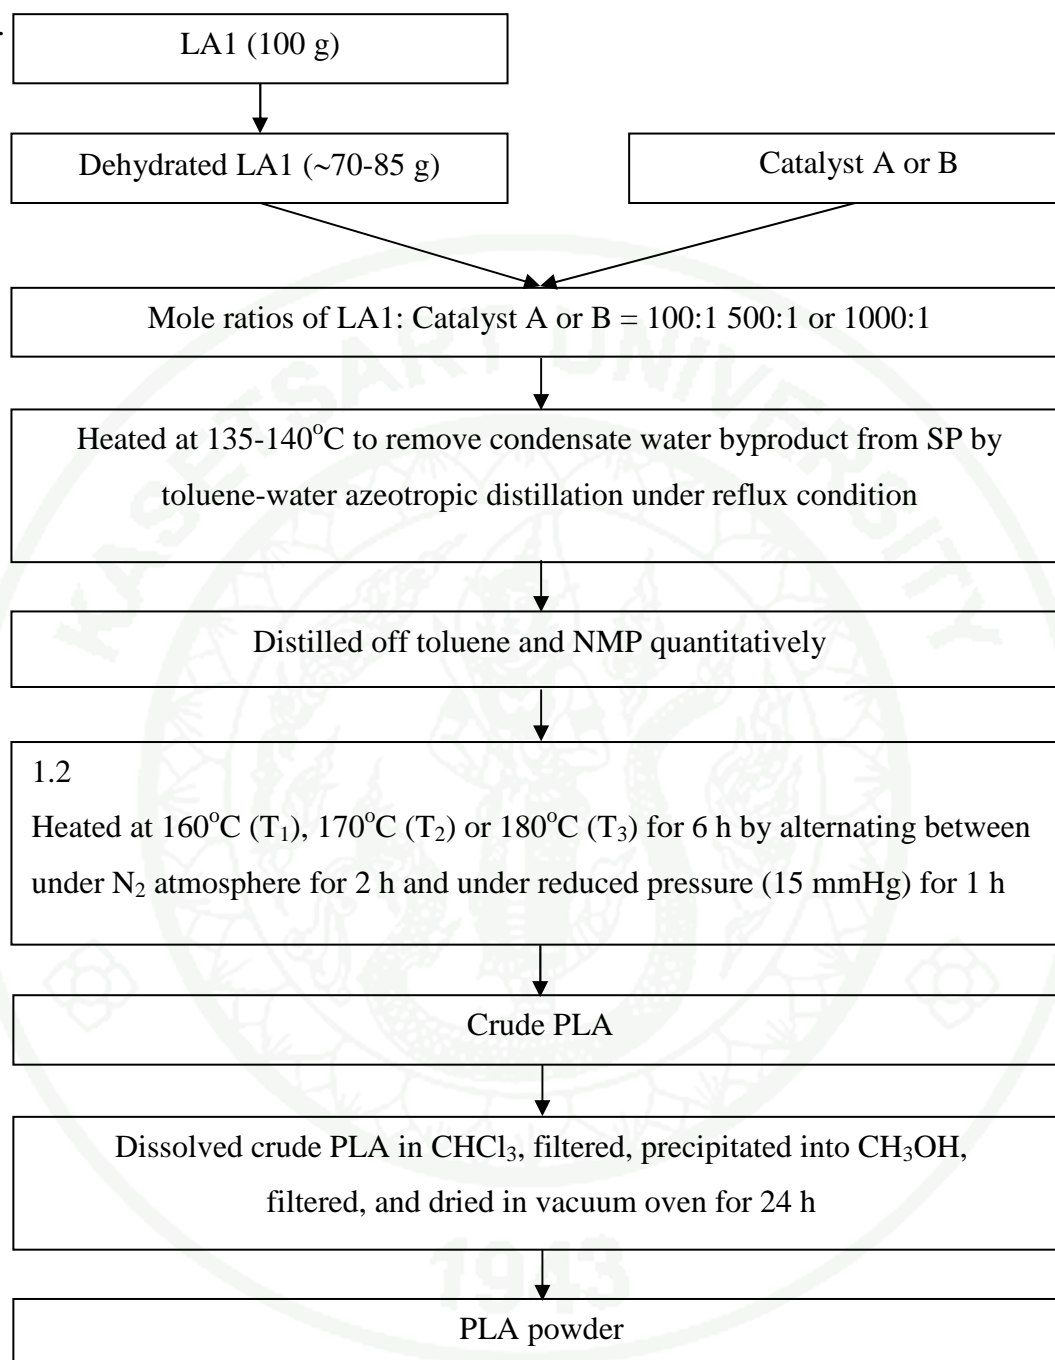 LA1 (100 g)
Dehydrated LA1 (~70-85 g)
Catalyst A or B
Mole ratios of LA1: Catalyst A or B = 100:1 500:1 or 1000:1
Heated at 135-140°C to remove condensate water byproduct from SP by
toluene-water azeotropic distillation under reflux condition
Distilled off toluene and NMP quantitatively
1.2
Heated at 160°C (T₁), 170°C (T₂) or 180°C (T₃) for 6 h by alternating between
under N₂ atmosphere for 2 h and under reduced pressure (15 mmHg) for 1 h
Crude PLA
Dissolved crude PLA in CHCl₃, filtered, precipitated into CH₃OH,
filtered, and dried in vacuum oven for 24 h
PLA powder
KASETSART UNIVERSITY
1943